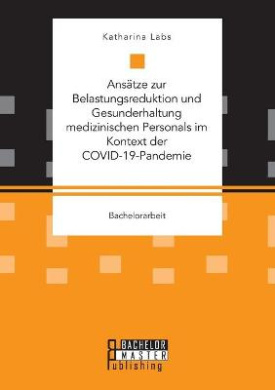 Katharina Labs
Ansätze zur
Belastungsreduktion und
Gesunderhaltung
medizinischen Personals im
Kontext der
COVID-19-Pandemie
Bachelorarbeit
BACHELOR
MASTER
Publishing